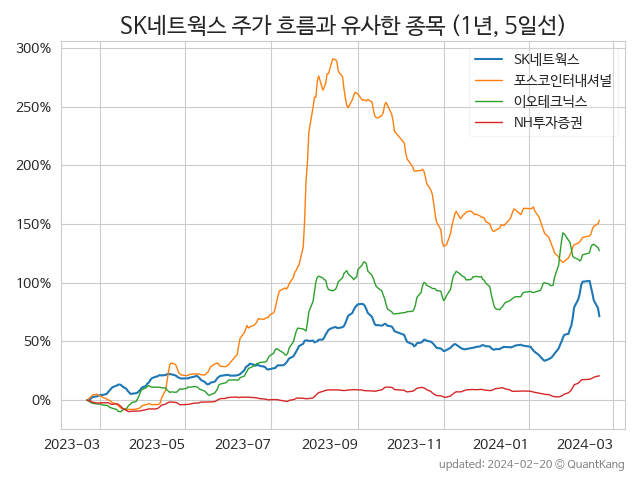 SK네트웍스 주가 흐름과 유사한 종목 (1년, 5일선)
SK네트웍스
포스코인터내셔널
이오테크닉스
NH투자증권
300%
250%
200%
150%
100%
50%
0%
2023-03 2023-05 2023-07 2023-09 2023-11 2024-01 2024-03
updated: 2024-02-20 © QuantKang